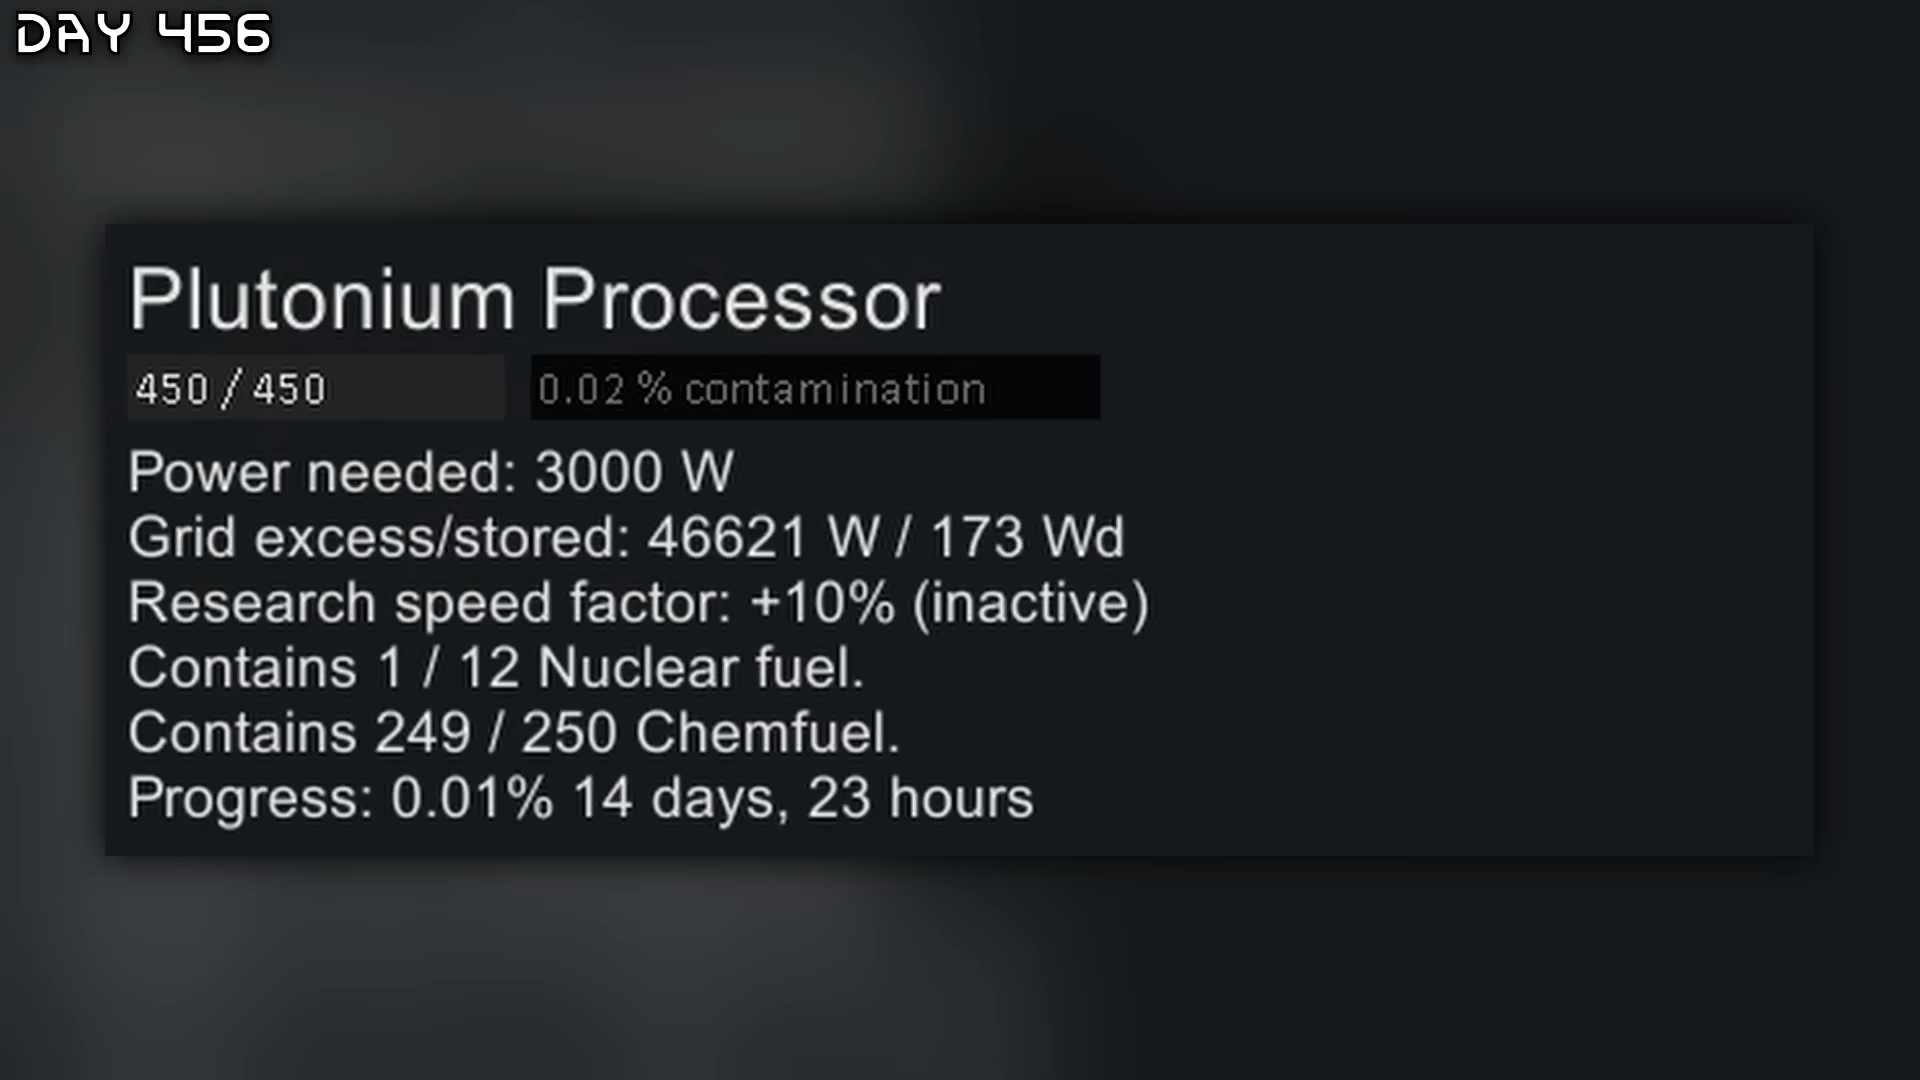 DAY 456
Plutonium Processor
450 / 450
0.02 % contamination
Power needed: 3000 W
Grid excess/stored: 46621 W / 173 Wd
Research speed factor: +10% (inactive)
Contains 1 / 12 Nuclear fuel.
Contains 249 / 250 Chemfuel.
Progress: 0.01% 14 days, 23 hours